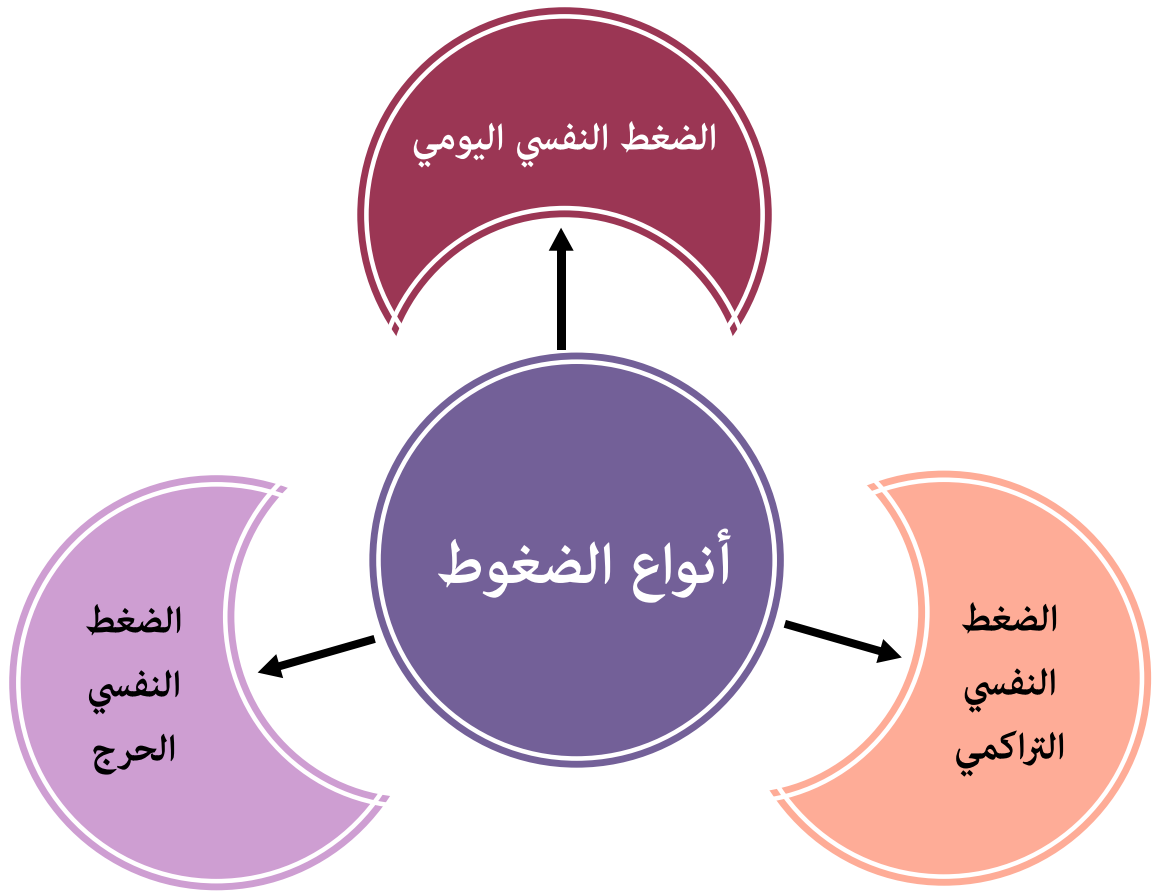 الضغط النفسي اليومي
أنواع الضغوط
الضغط
النفسي
التراكمي
الضغط
النفسي
الحرج